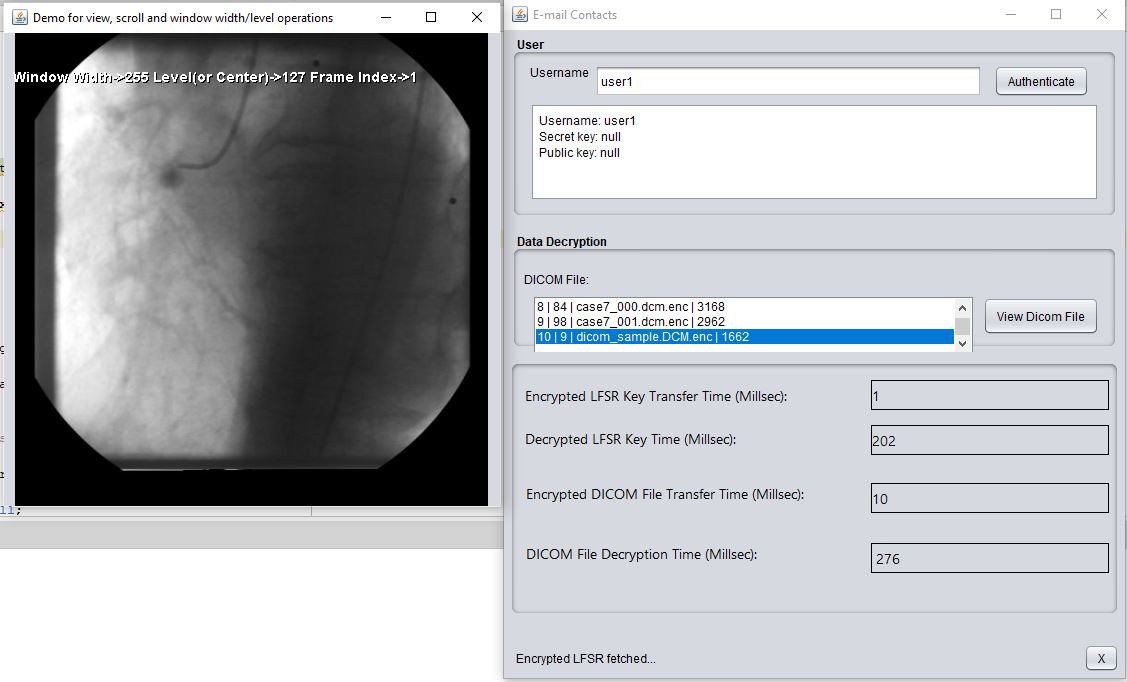 Demo for view, scroll and window width/level operations
Window Width->255 Level(or Center)->127 Frame Index->1
ll;
E-mail Contacts
User
Username
user1
Authenticate
Username: user1
Secret key: null
Public key: null
Data Decryption
DICOM File:
8 | 84 | case7_000.dcm.enc | 3168
9 | 98 | case7_001.dcm.enc | 2962
10 | 9 | dicom_sample.DCM.enc | 1662
View Dicom File
Encrypted LFSR Key Transfer Time (Millsec):
1
Decrypted LFSR Key Time (Millsec):
202
Encrypted DICOM File Transfer Time (Millsec):
10
DICOM File Decryption Time (Millsec):
276
Encrypted LFSR fetched...
X